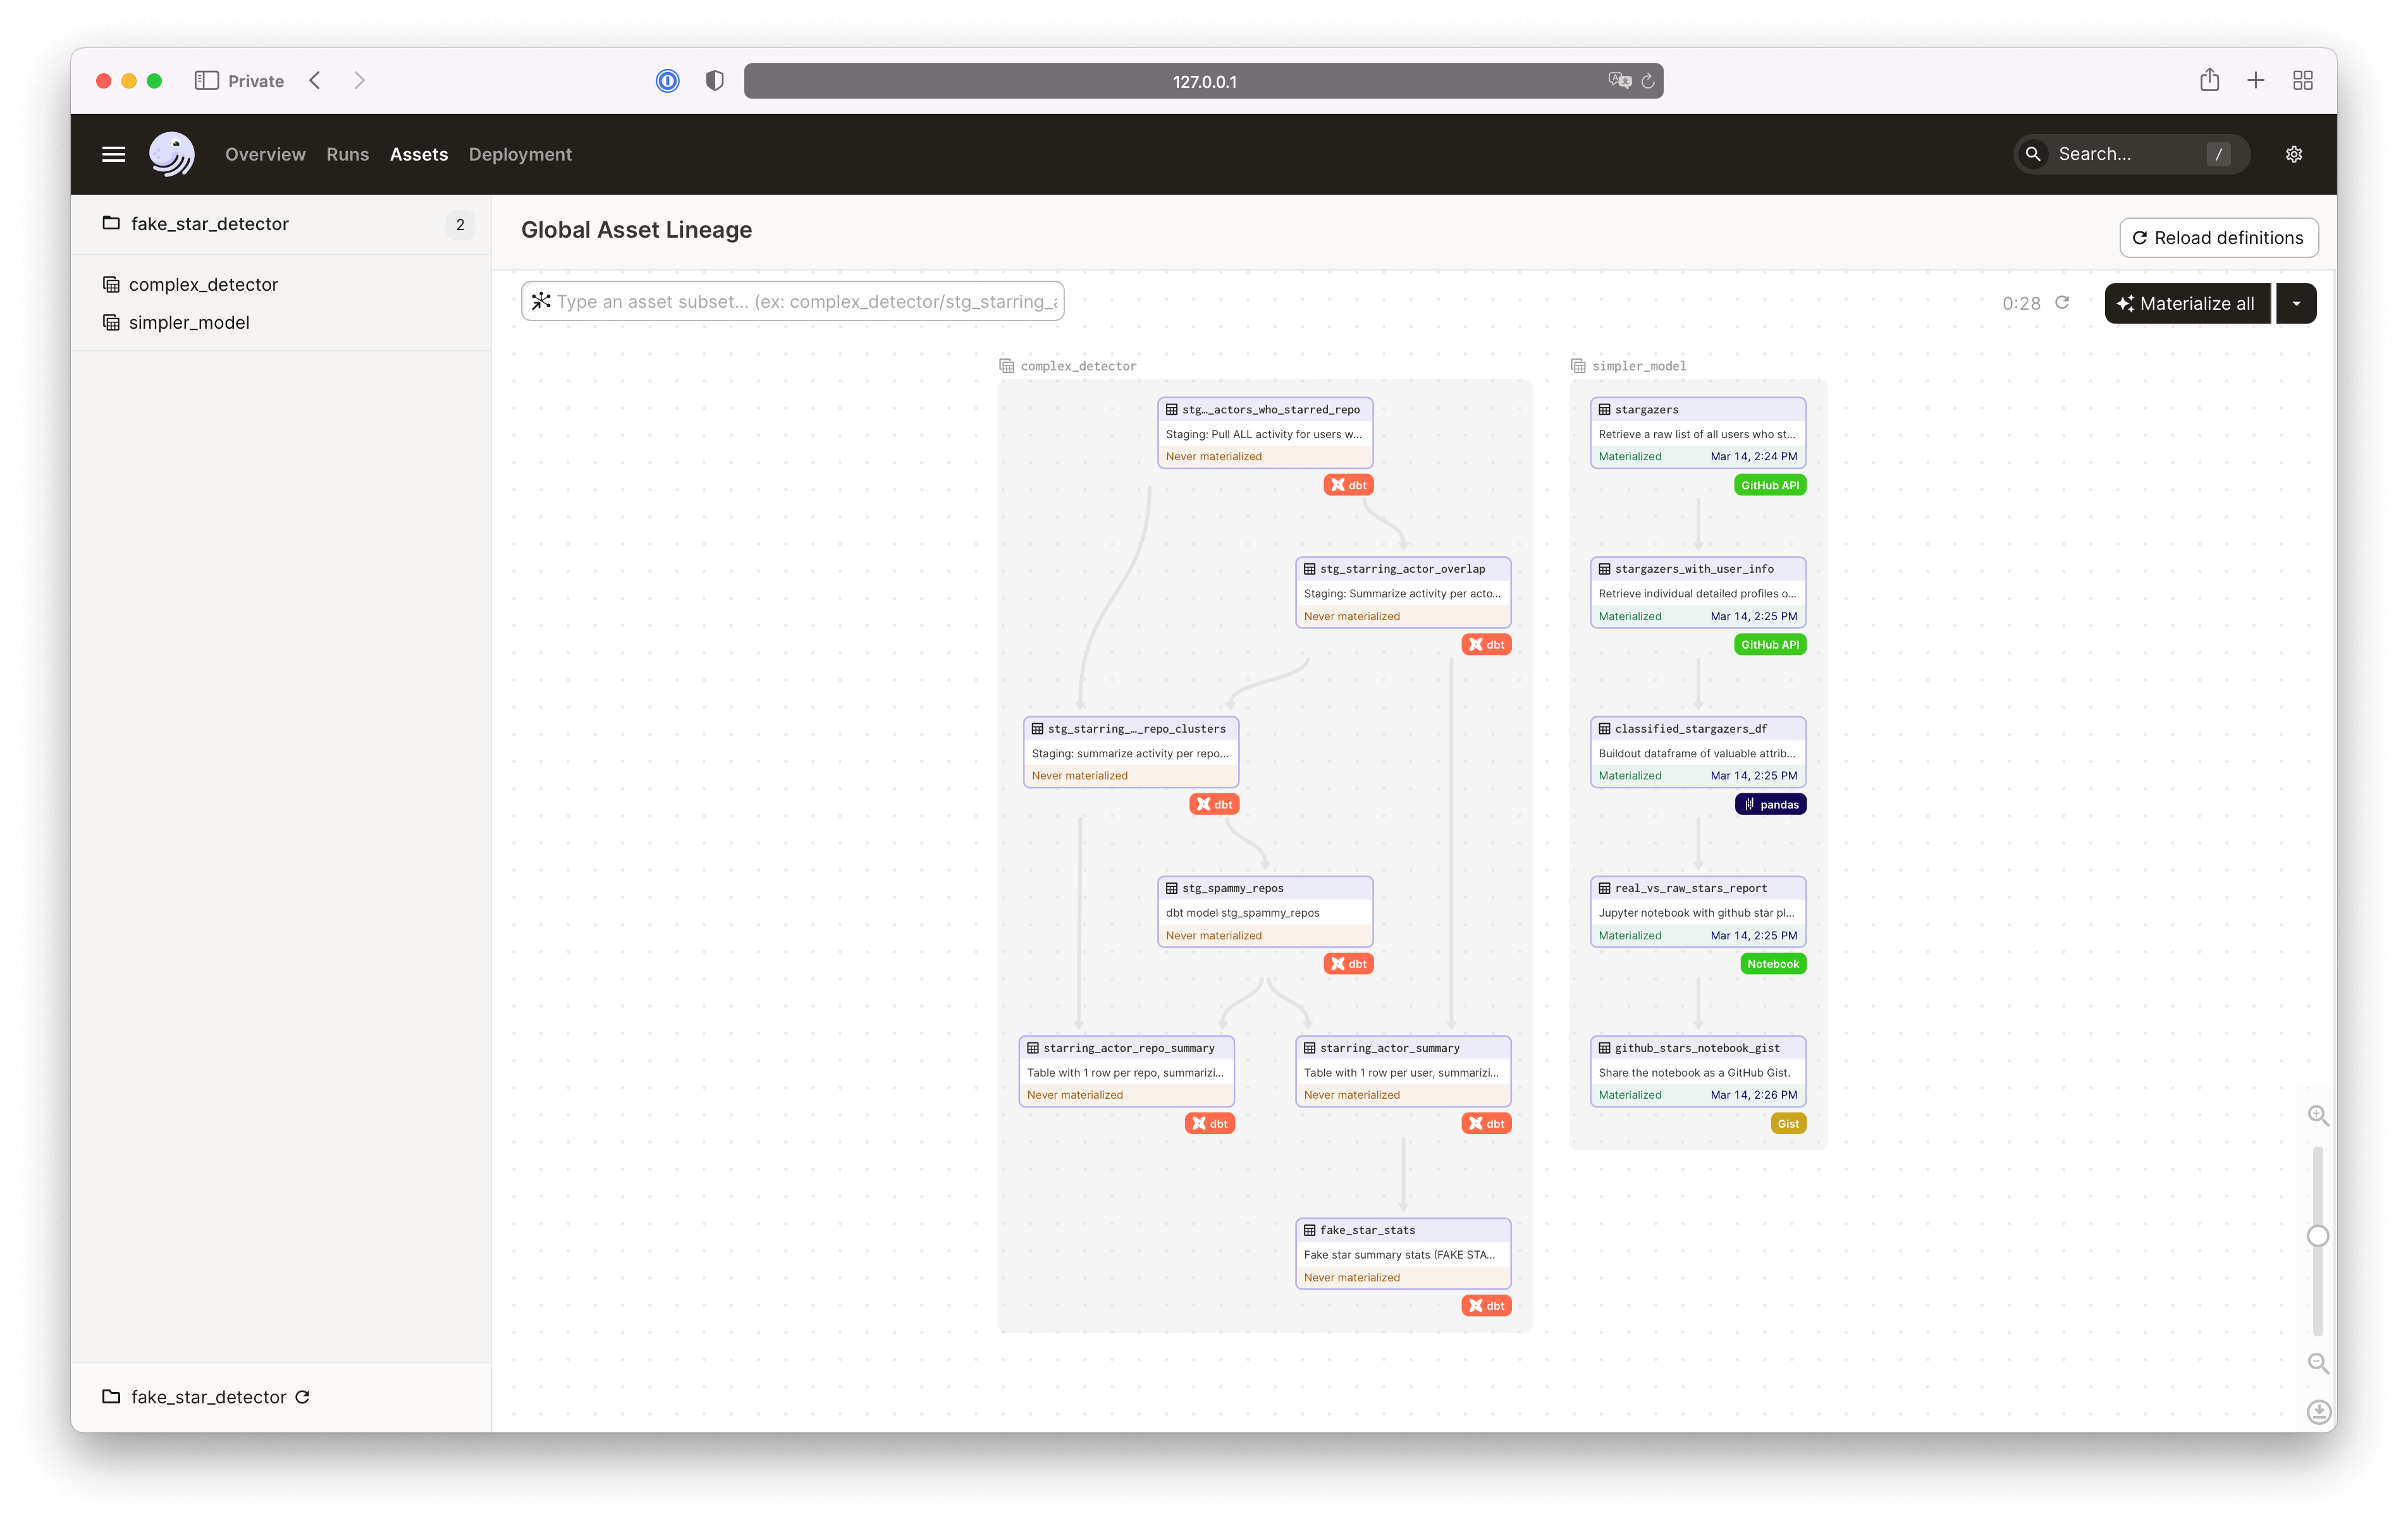 Private
127.0.0.1
Overview Runs Assets Deployment
Search... /
fake_star_detector 2
complex_detector
simpler_model
Global Asset Lineage
Reload definitions
Type an asset subset... (ex: complex_detector/stg_starring_a
0:28
Materialize all
complex_detector
stg…_actors_who_starred_repo
Staging: Pull ALL activity for users w...
Never materialized
dbt
stg_starring_actor_overlap
Staging: Summarize activity per acto...
Never materialized
dbt
stg_starring_…_repo_clusters
Staging: summarize activity per repo...
Never materialized
dbt
stg_spammy_repos
dbt model stg_spammy_repos
Never materialized
dbt
starring_actor_repo_summary
Table with 1 row per repo, summarizi...
Never materialized
dbt
starring_actor_summary
Table with 1 row per user, summarizi...
Never materialized
dbt
fake_star_stats
Fake star summary stats (FAKE STA...
Never materialized
dbt
simpler_model
stargazers
Retrieve a raw list of all users who st...
Materialized Mar 14, 2:24 PM
GitHub API
stargazers_with_user_info
Retrieve individual detailed profiles o...
Materialized Mar 14, 2:25 PM
GitHub API
classified_stargazers_df
Buildout dataframe of valuable attrib...
Materialized Mar 14, 2:25 PM
pandas
real_vs_raw_stars_report
Jupyter notebook with github star pl...
Materialized Mar 14, 2:25 PM
Notebook
github_stars_notebook_gist
Share the notebook as a GitHub Gist.
Materialized Mar 14, 2:26 PM
Gist
fake_star_detector